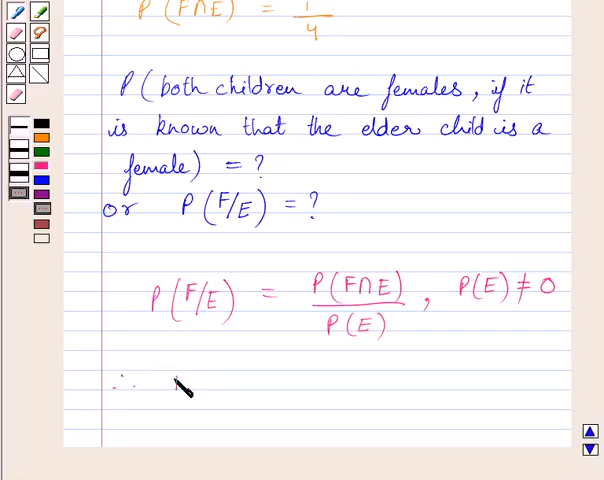 P(F∩E) = 1/4
P(both children are females, if it
is known that the elder child is a
female) = ?
or P(F/E) = ?
P(F/E) = P(F∩E)/P(E), P(E) ≠ 0
∴